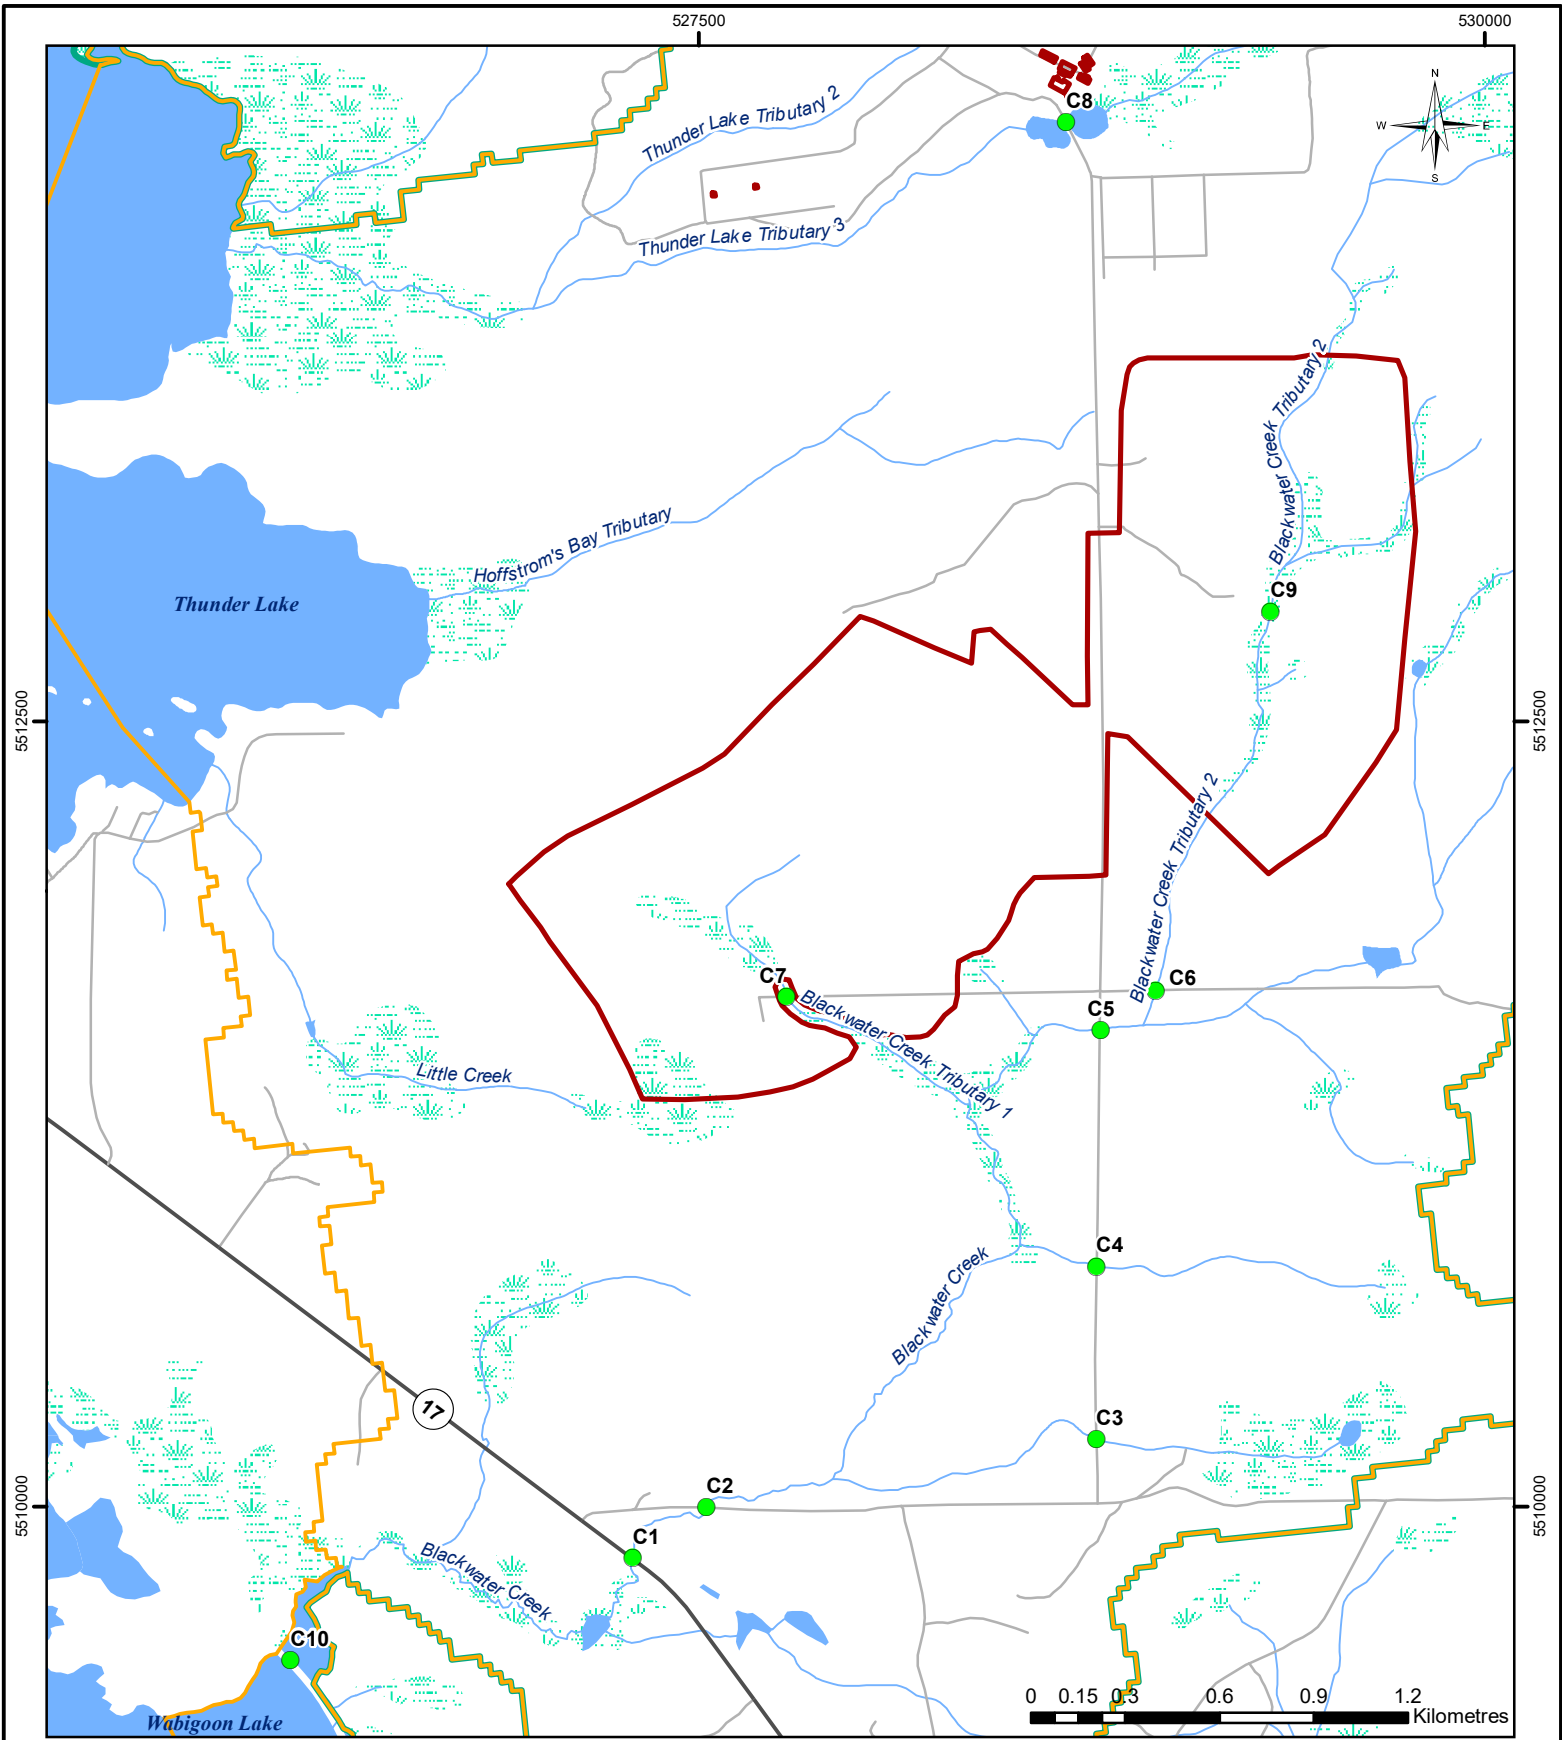 527500
530000
N
W E
S
C8
Thunder Lake Tributary 2
Thunder Lake Tributary 3
Blackwater Creek Tributary 2
Hoffstrom's Bay Tributary
Thunder Lake
C9
5512500
5512500
Blackwater Creek Tributary 2
C7
C6
C5
Blackwater Creek Tributary 1
Little Creek
C4
Blackwater Creek
17
C3
C2
5510000
5510000
C1
Blackwater Creek
C10
Wabigoon Lake
0 0.15 0.3 0.6 0.9 1.2
Kilometres